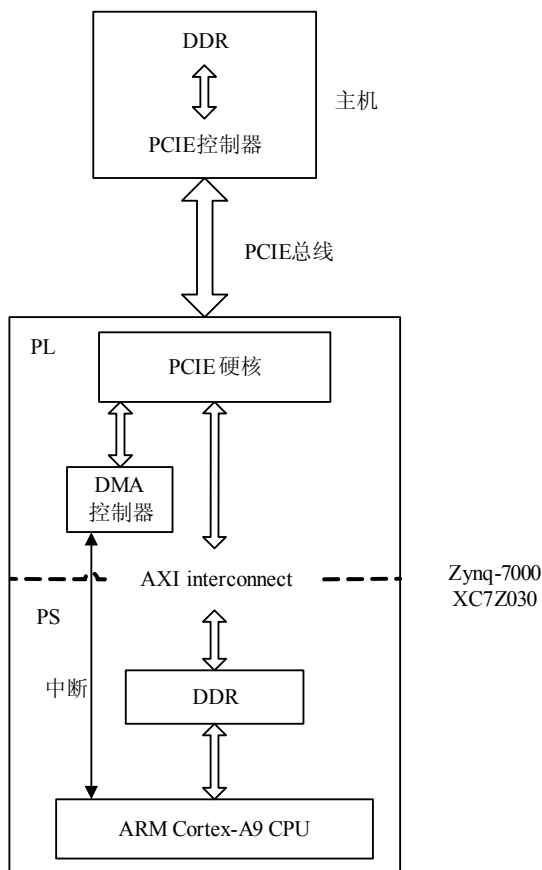 DDR
主机
PCIE控制器
PCIE总线
PL
PCIE硬核
DMA
控制器
AXI interconnect
Zynq-7000
XC7Z030
PS
中断
DDR
ARM Cortex-A9 CPU